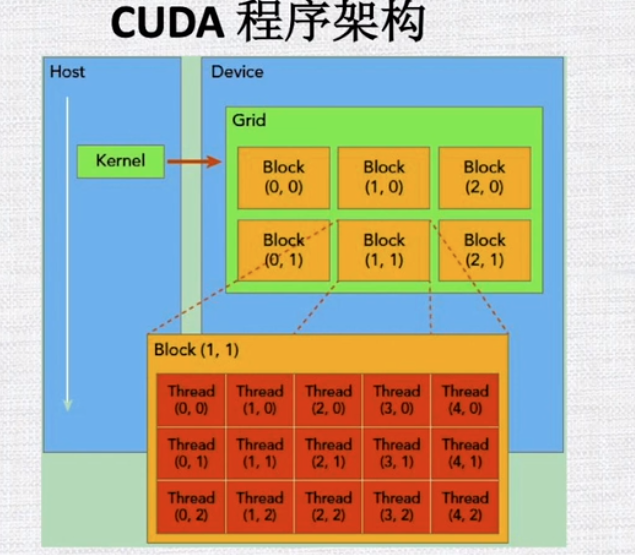 CUDA 程序架构
Host
Device
Grid
Kernel
Block
(0, 0)
Block
(1, 0)
Block
(2, 0)
Block
(0, 1)
Block
(1, 1)
Block
(2, 1)
Block (1, 1)
Thread
(0, 0)
Thread
(1, 0)
Thread
(2, 0)
Thread
(3, 0)
Thread
(4, 0)
Thread
(0, 1)
Thread
(1, 1)
Thread
(2, 1)
Thread
(3, 1)
Thread
(4, 1)
Thread
(0, 2)
Thread
(1, 2)
Thread
(2, 2)
Thread
(3, 2)
Thread
(4, 2)